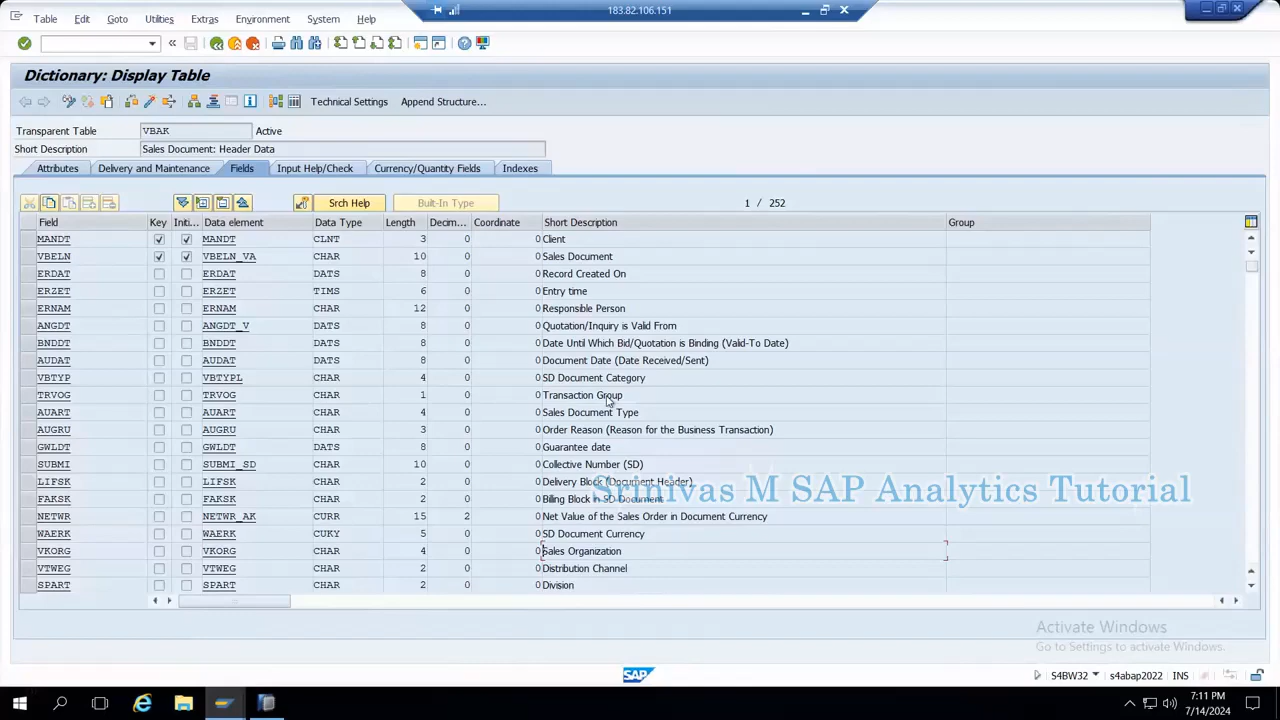 183.82.106.151
Table Edit Goto Utilities Extras Environment System Help
Dictionary: Display Table
Technical Settings Append Structure...
Transparent Table VBAK Active
Short Description Sales Document: Header Data
Attributes Delivery and Maintenance Fields Input Help/Check Currency/Quantity Fields Indexes
Srch Help Built-In Type 1 / 252
Field Key Initi... Data element Data Type Length Decim... Coordinate Short Description Group
MANDT MANDT CLNT 3 0 0 Client
VBELN VBELN_VA CHAR 10 0 0 Sales Document
ERDAT ERDAT DATS 8 0 0 Record Created On
ERZET ERZET TIMS 6 0 0 Entry time
ERNAM ERNAM CHAR 12 0 0 Responsible Person
ANGDT ANGDT_V DATS 8 0 0 Quotation/Inquiry is Valid From
BNDDT BNDDT DATS 8 0 0 Date Until Which Bid/Quotation is Binding (Valid-To Date)
AUDAT AUDAT DATS 8 0 0 Document Date (Date Received/Sent)
VBTYP VBTYPL CHAR 4 0 0 SD Document Category
TRVOG TRVOG CHAR 1 0 0 Transaction Group
AUART AUART CHAR 4 0 0 Sales Document Type
AUGRU AUGRU CHAR 3 0 0 Order Reason (Reason for the Business Transaction)
GWLDT GWLDT DATS 8 0 0 Guarantee date
SUBMI SUBMI_SD CHAR 10 0 0 Collective Number (SD)
LIFSK LIFSK CHAR 2 0 0 Delivery Block (Document Header)
Srinivas M SAP Analytics Tutorial
FAKSK FAKSK CHAR 2 0 0 Billing Block in SD Document
NETWR NETWR_AK CURR 15 2 0 Net Value of the Sales Order in Document Currency
WAERK WAERK CUKY 5 0 0 SD Document Currency
VKORG VKORG CHAR 4 0 0 Sales Organization
VTWEG VTWEG CHAR 2 0 0 Distribution Channel
SPART SPART CHAR 2 0 0 Division
Activate Windows
Go to Settings to activate Windows.
SAP
S4BW32 s4abap2022 INS
7:11 PM
7/14/2024